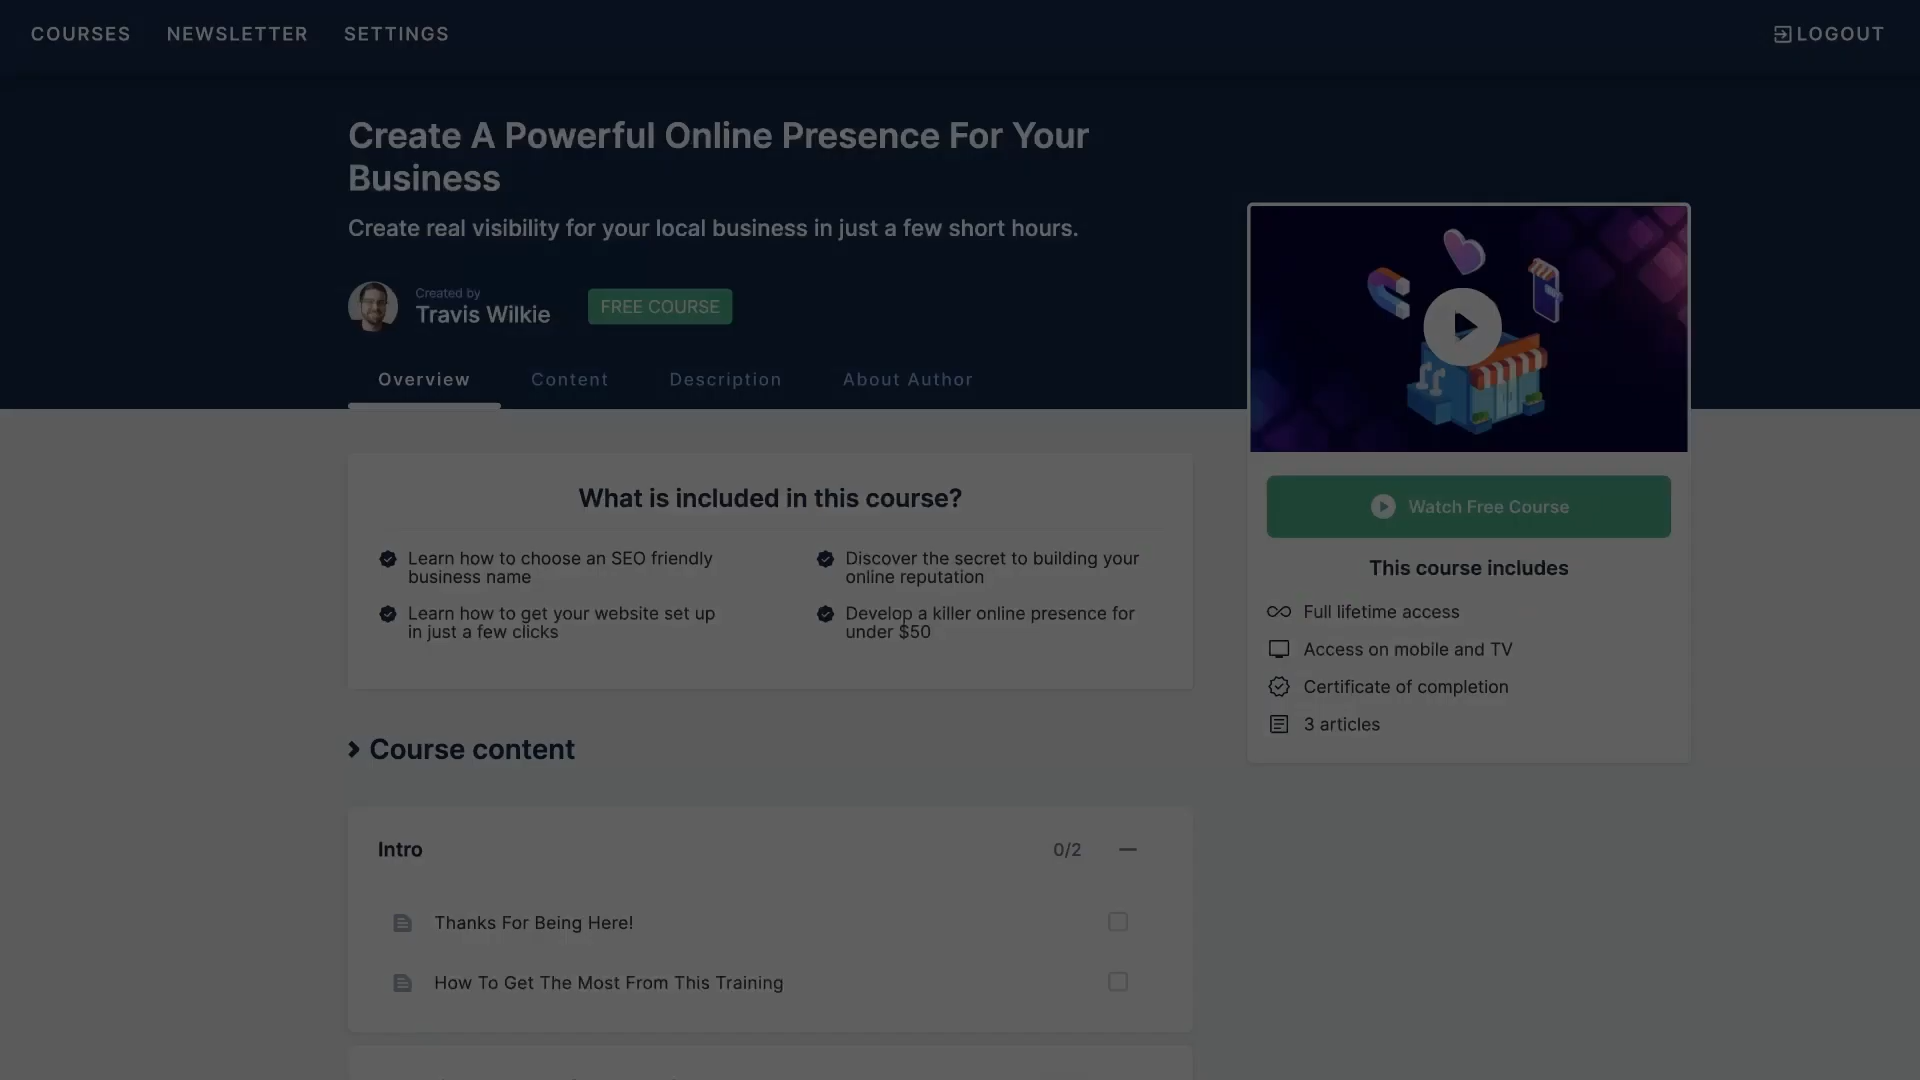 COURSES NEWSLETTER SETTINGS LOGOUT
Create A Powerful Online Presence For Your
Business
Create real visibility for your local business in just a few short hours.
Created by
Travis Wilkie
FREE COURSE
Overview Content Description About Author
What is included in this course?
Learn how to choose an SEO friendly
business name
Discover the secret to building your
online reputation
Learn how to get your website set up
in just a few clicks
Develop a killer online presence for
under $50
Watch Free Course
This course includes
Full lifetime access
Access on mobile and TV
Certificate of completion
3 articles
Course content
Intro 0/2
Thanks For Being Here!
How To Get The Most From This Training